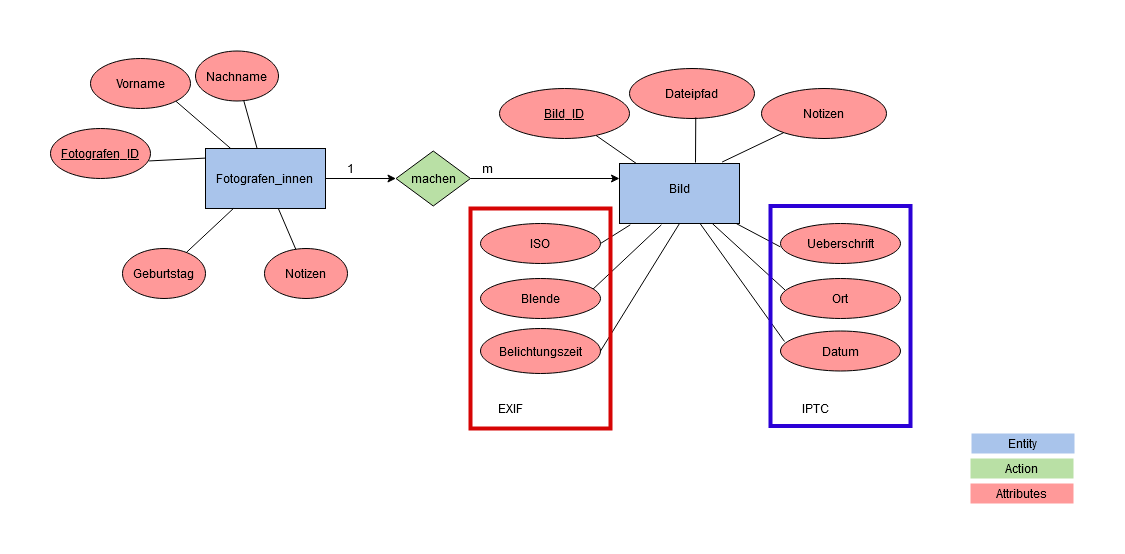 Vorname
Nachname
Fotografen_ID
Fotografen_innen
Geburtstag
Notizen
1
machen
m
Bild_ID
Dateipfad
Notizen
Bild
ISO
Blende
Belichtungszeit
EXIF
Ueberschrift
Ort
Datum
IPTC
Entity
Action
Attributes